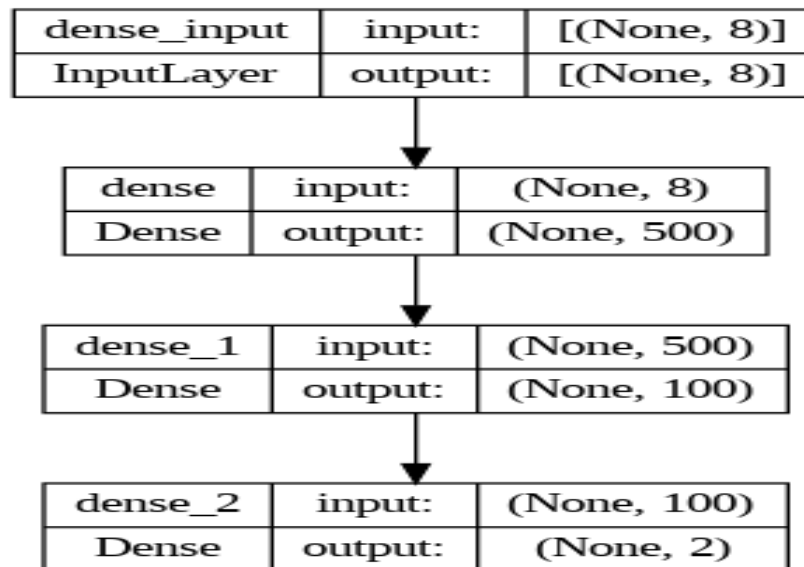 dense_input input: [(None, 8)]
InputLayer output: [(None, 8)]
dense input: (None, 8)
Dense output: (None, 500)
dense_1 input: (None, 500)
Dense output: (None, 100)
dense_2 input: (None, 100)
Dense output: (None, 2)